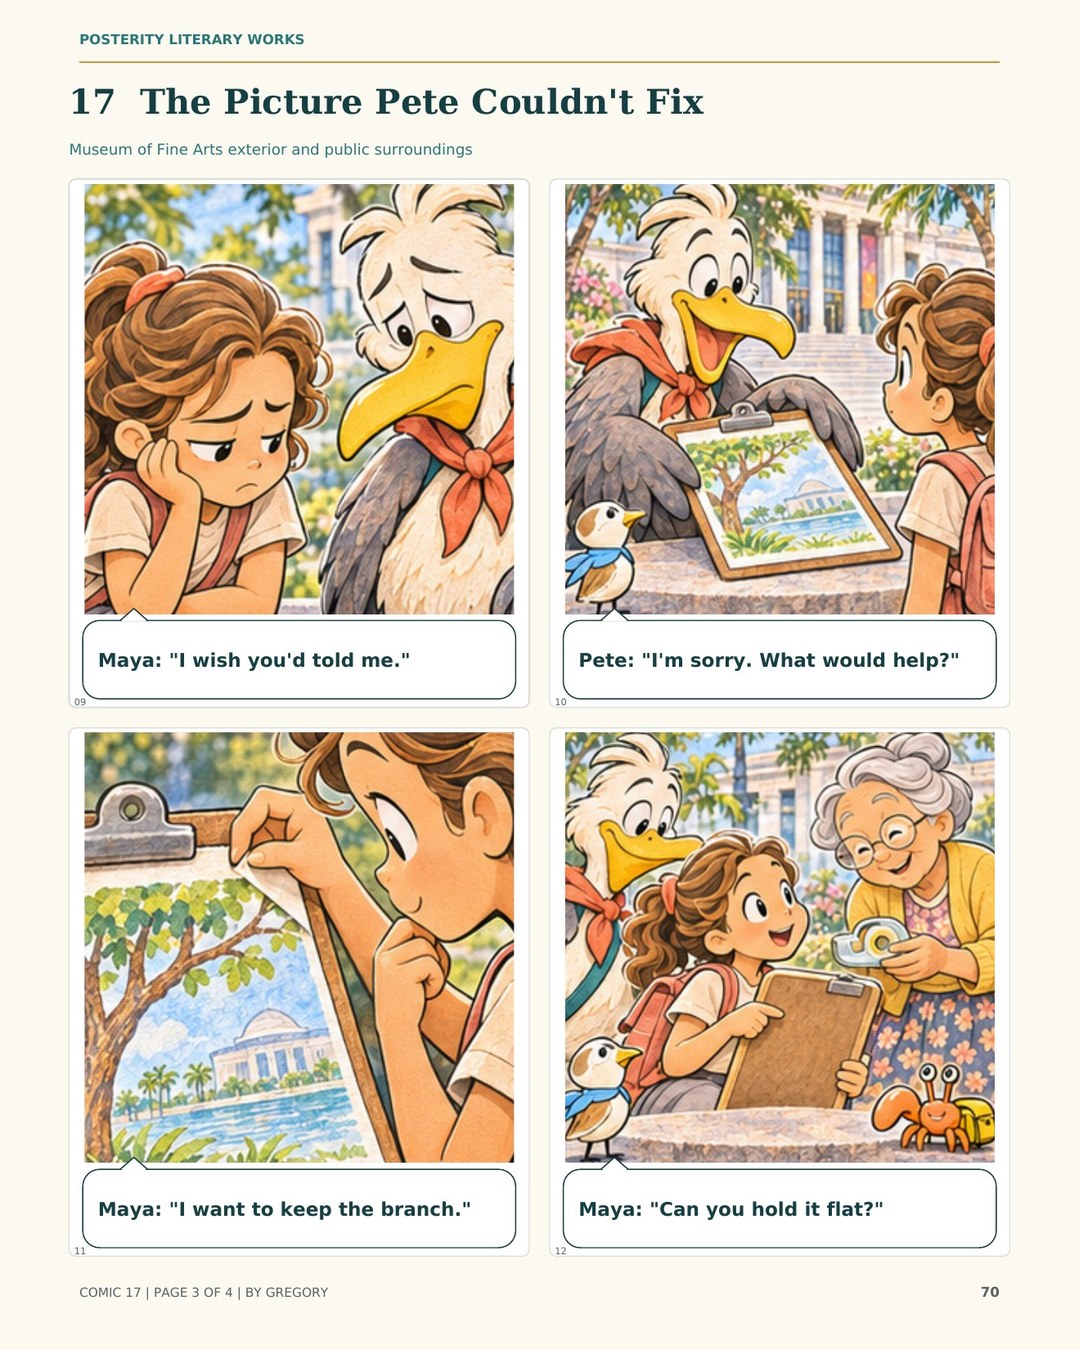 POSTERITY LITERARY WORKS
17 The Picture Pete Couldn't Fix
Museum of Fine Arts exterior and public surroundings
Maya: "I wish you'd told me."
09
Pete: "I'm sorry. What would help?"
10
Maya: "I want to keep the branch."
11
Maya: "Can you hold it flat?"
12
COMIC 17 | PAGE 3 OF 4 | BY GREGORY
70